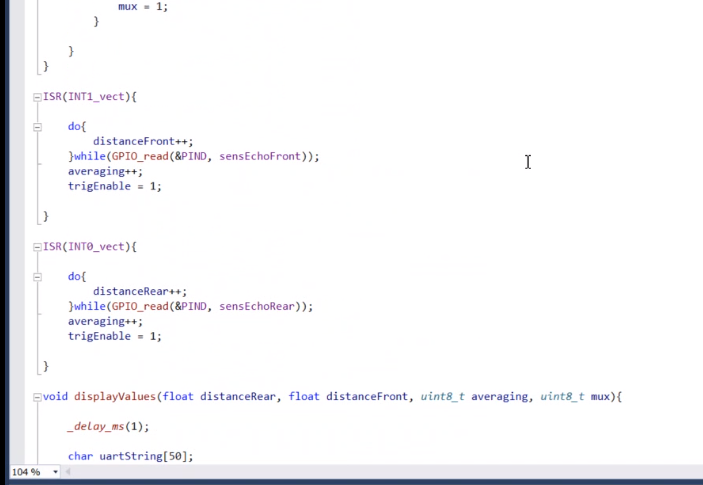 mux = 1;
}
}
}
ISR(INT1_vect){
do{
distanceFront++;
}while(GPIO_read(&PIND, sensEchoFront));
averaging++;
trigEnable = 1;
}
ISR(INT0_vect){
do{
distanceRear++;
}while(GPIO_read(&PIND, sensEchoRear));
averaging++;
trigEnable = 1;
}
void displayValues(float distanceRear, float distanceFront, uint8_t averaging, uint8_t mux){
_delay_ms(1);
char uartString[50];
104 %